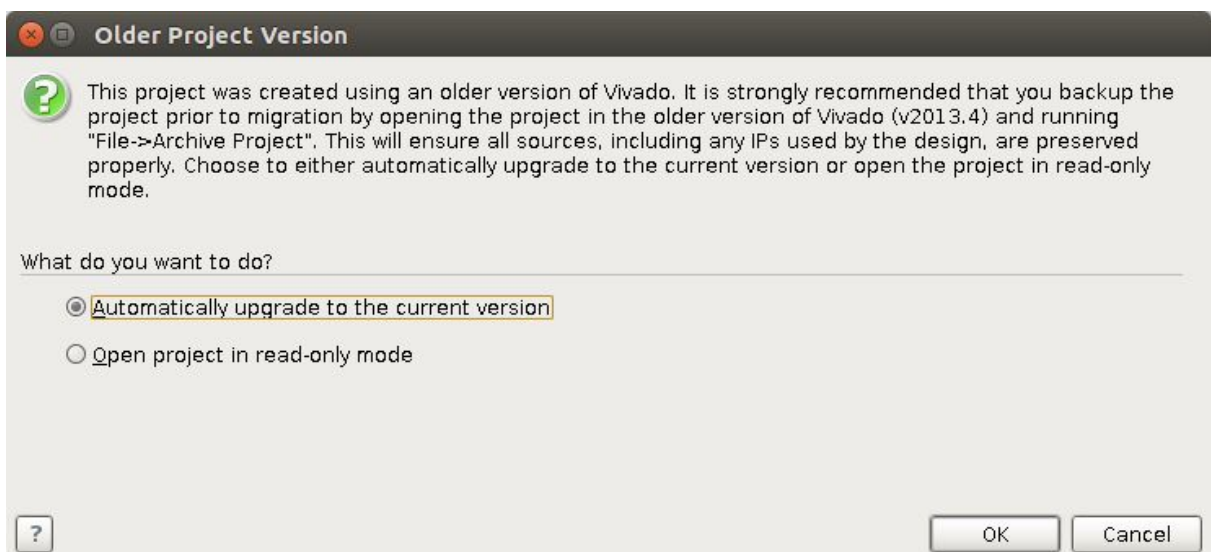 Older Project Version
This project was created using an older version of Vivado. It is strongly recommended that you backup the
project prior to migration by opening the project in the older version of Vivado (v2013.4) and running
"File->Archive Project". This will ensure all sources, including any IPs used by the design, are preserved
properly. Choose to either automatically upgrade to the current version or open the project in read-only
mode.
What do you want to do?
Automatically upgrade to the current version
Open project in read-only mode
?
OK
Cancel